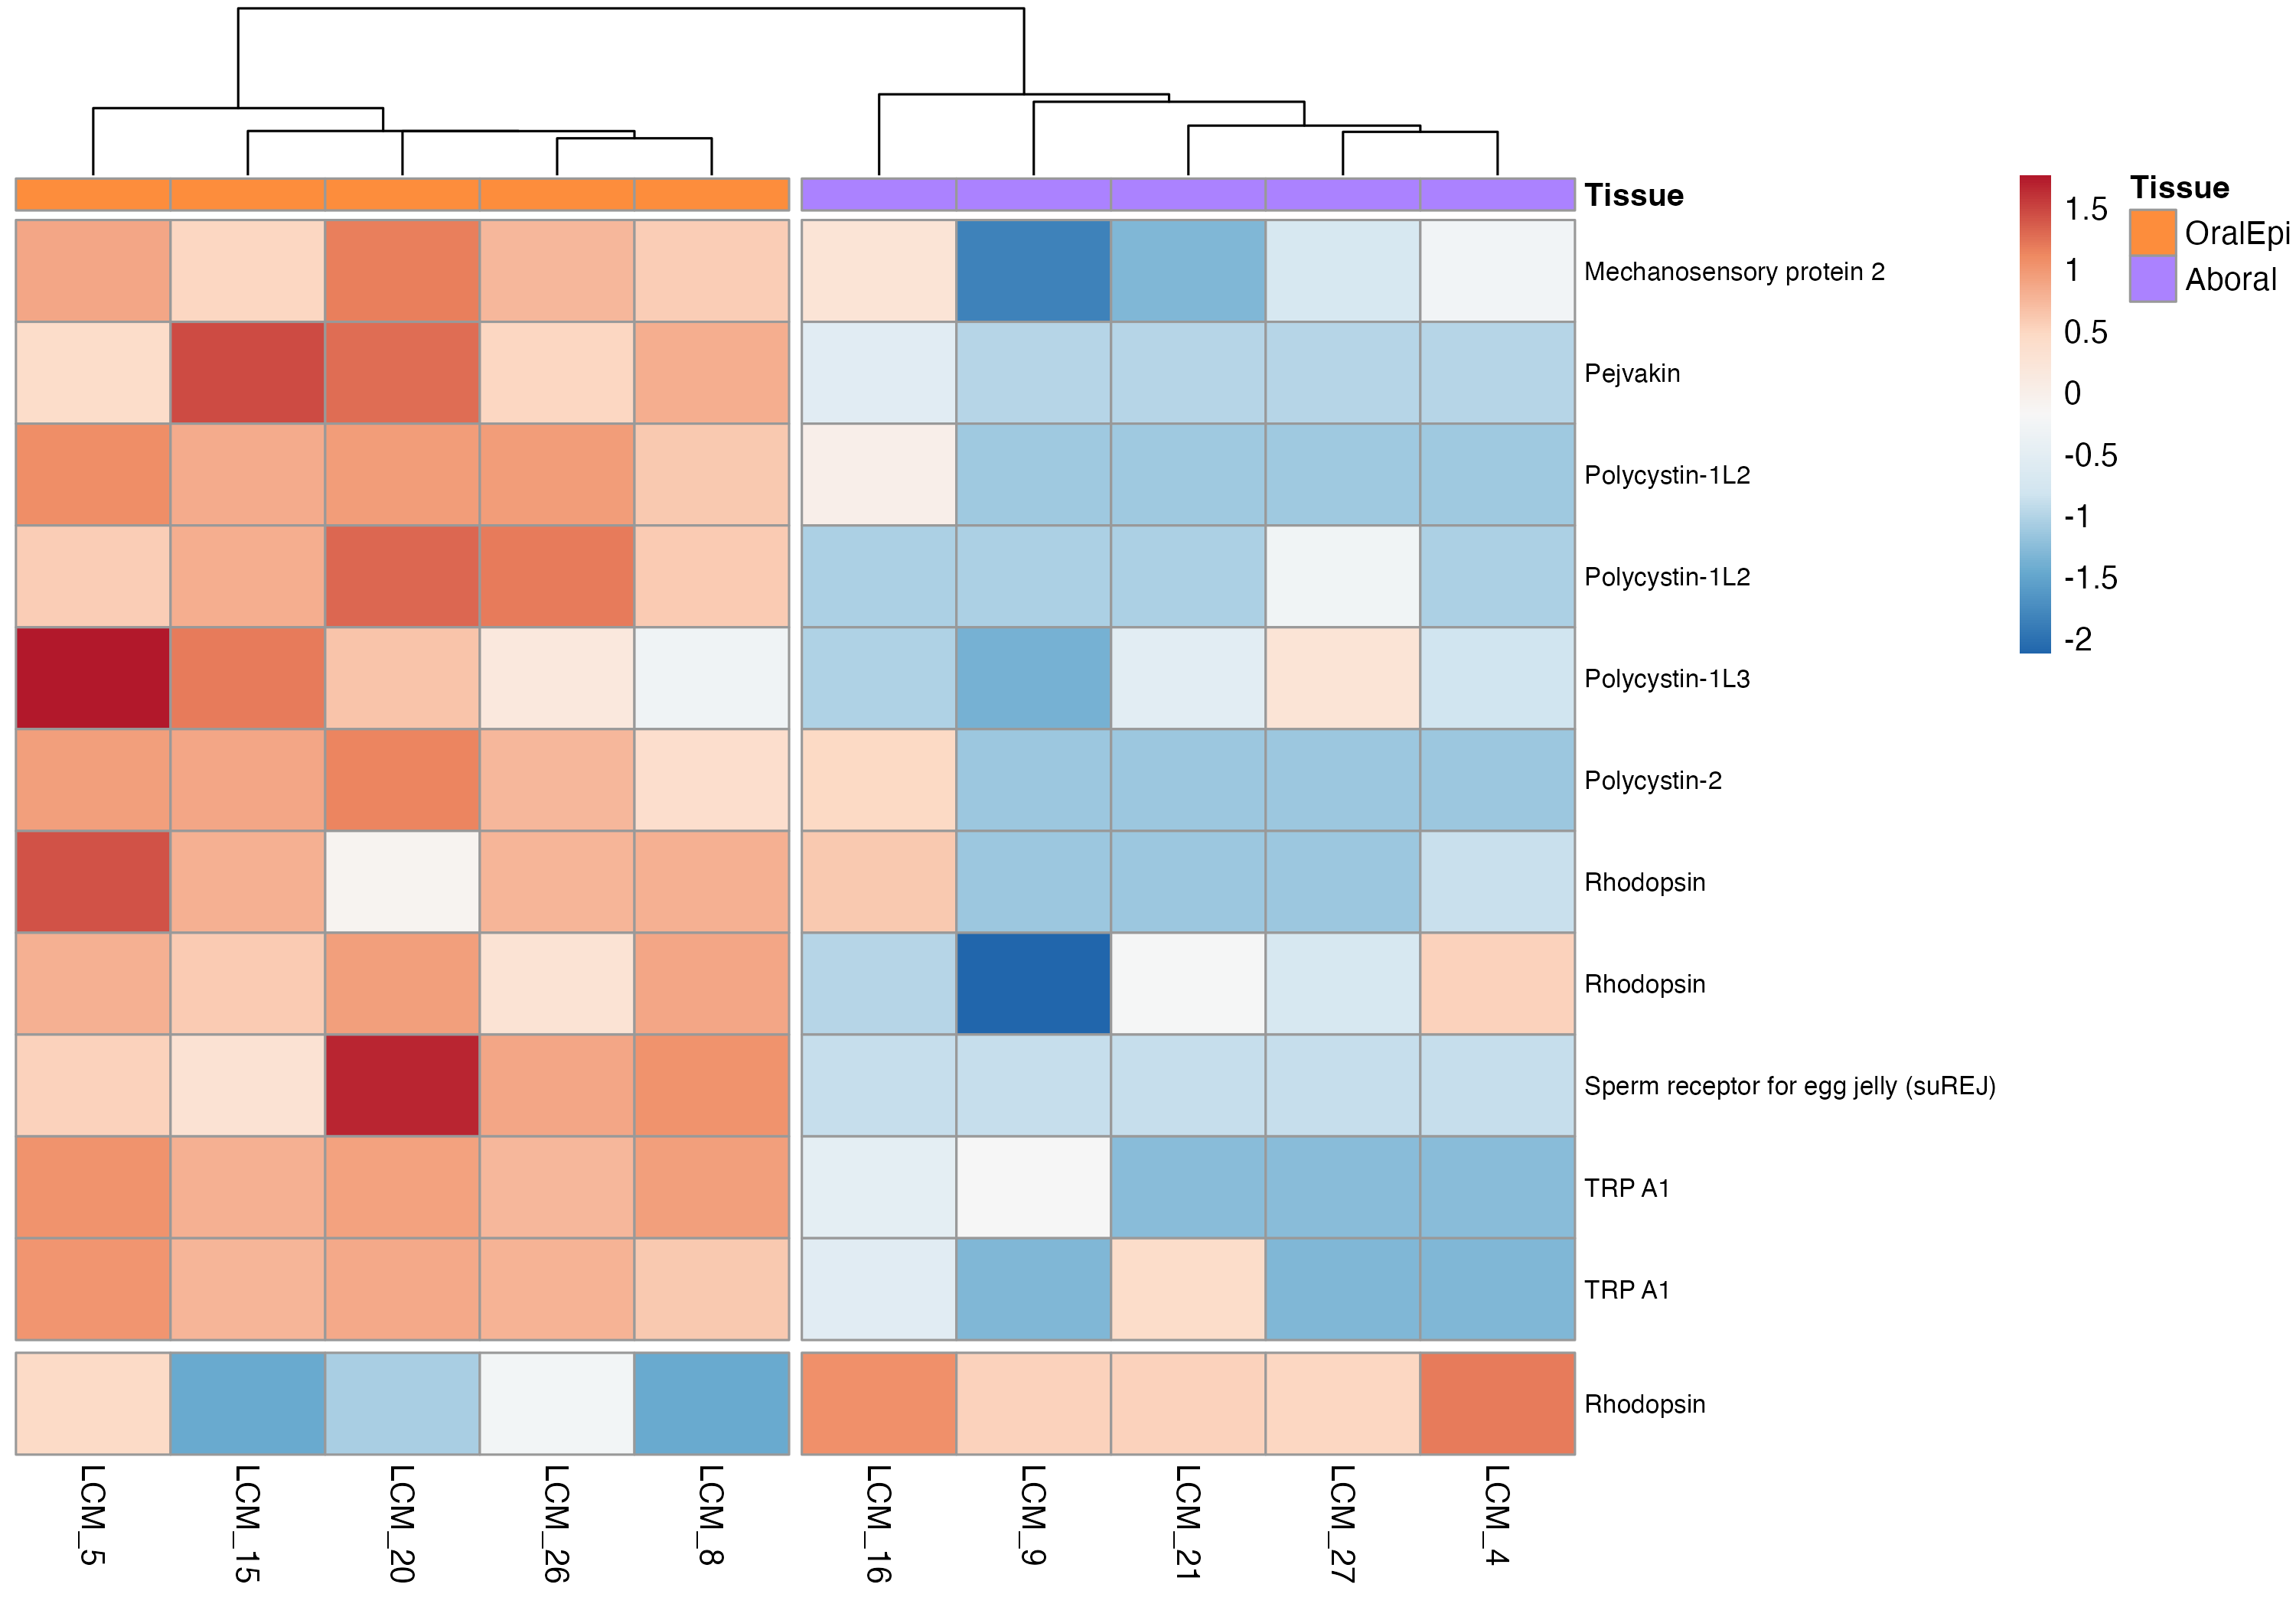 Tissue
Mechanosensory protein 2
Pejvakin
Polycystin-1L2
Polycystin-1L2
Polycystin-1L3
Polycystin-2
Rhodopsin
Rhodopsin
Sperm receptor for egg jelly (suREJ)
TRP A1
TRP A1
Rhodopsin
LCM_5
LCM_15
LCM_20
LCM_26
LCM_8
LCM_16
LCM_9
LCM_21
LCM_27
LCM_4
1.5
1
0.5
0
-0.5
-1
-1.5
-2
Tissue
OralEpi
Aboral